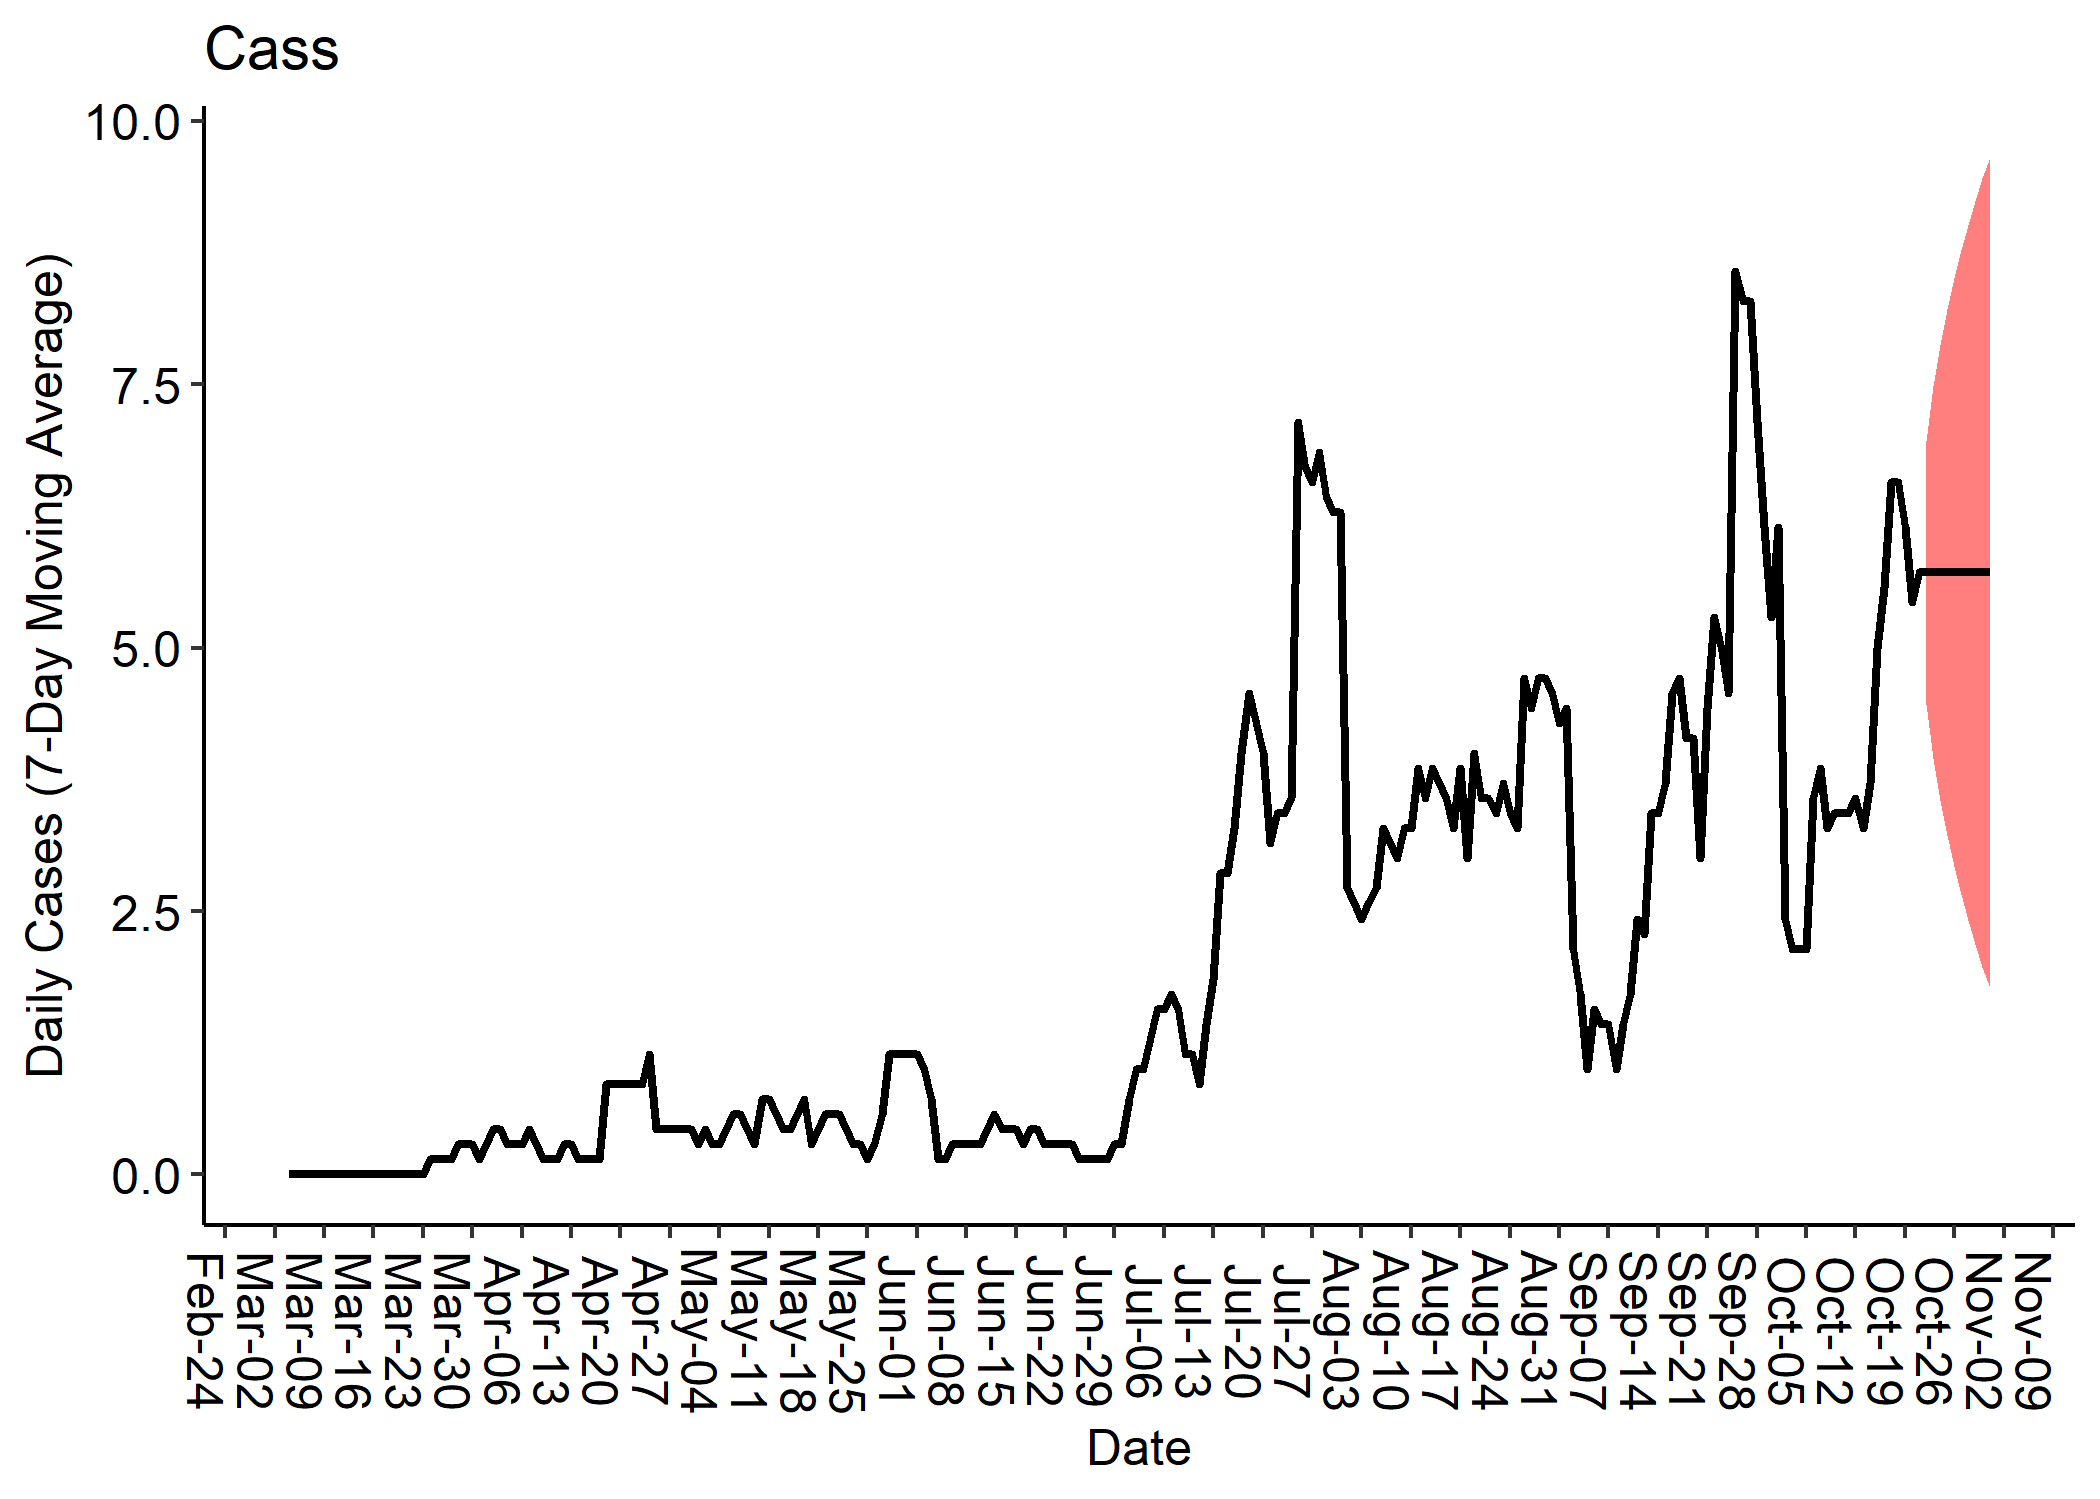 Cass
Daily Cases (7-Day Moving Average)
10.0
7.5
5.0
2.5
0.0
Feb-24
Mar-02
Mar-09
Mar-16
Mar-23
Mar-30
Apr-06
Apr-13
Apr-20
Apr-27
May-04
May-11
May-18
May-25
Jun-01
Jun-08
Jun-15
Jun-22
Jun-29
Jul-06
Jul-13
Jul-20
Jul-27
Aug-03
Aug-10
Aug-17
Aug-24
Aug-31
Sep-07
Sep-14
Sep-21
Sep-28
Oct-05
Oct-12
Oct-19
Oct-26
Nov-02
Nov-09
Date